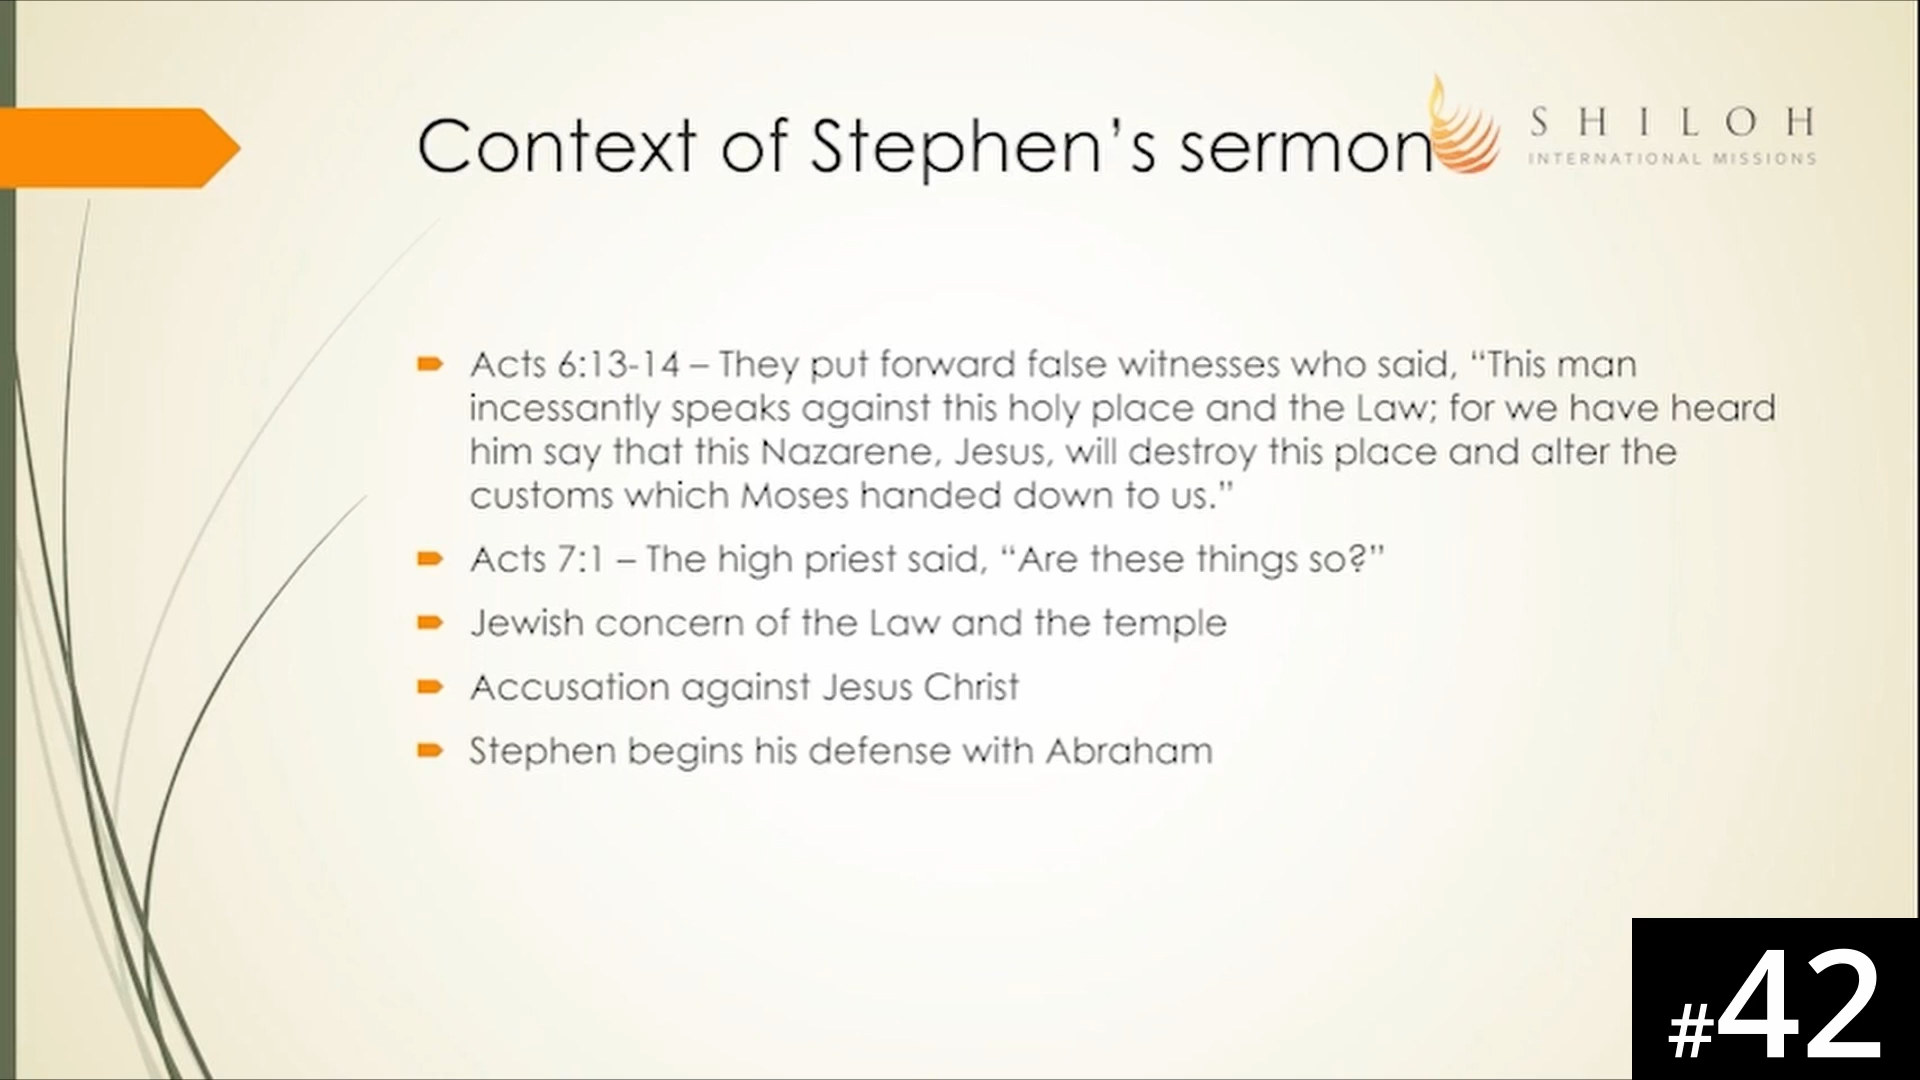 Context of Stephen’s sermon
SHILOH
INTERNATIONAL MISSIONS
Acts 6:13-14 – They put forward false witnesses who said, “This man
incessantly speaks against this holy place and the Law; for we have heard
him say that this Nazarene, Jesus, will destroy this place and alter the
customs which Moses handed down to us.”
Acts 7:1 – The high priest said, “Are these things so?”
Jewish concern of the Law and the temple
Accusation against Jesus Christ
Stephen begins his defense with Abraham
#42